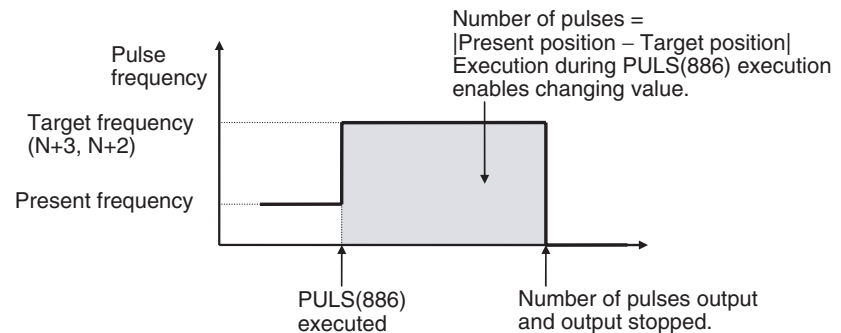 Number of pulses =
|Present position – Target position|
Execution during PULS(886) execution
enables changing value.
Pulse
frequency
Target frequency
(N+3, N+2)
Present frequency
PULS(886)
executed
Number of pulses output
and output stopped.